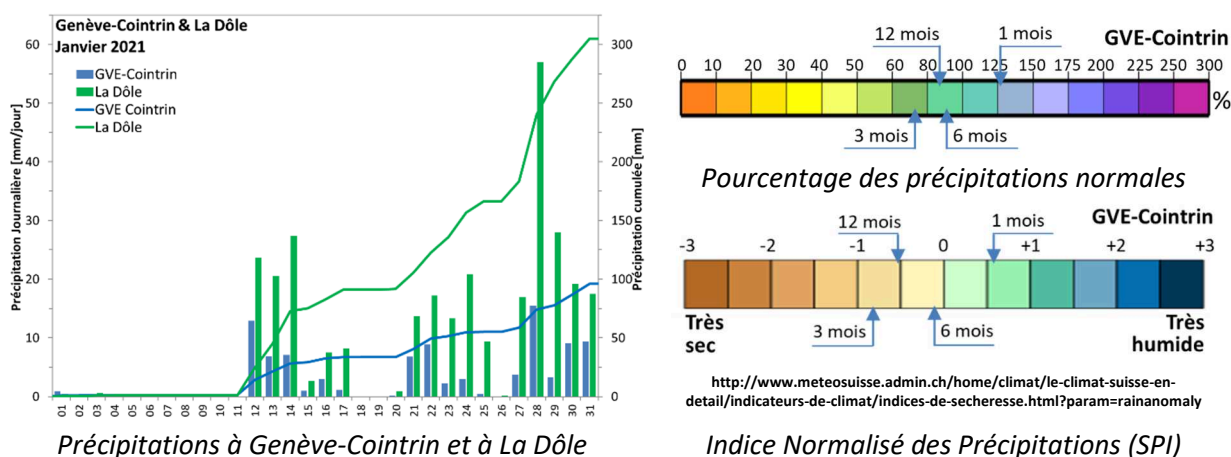 Genève-Cointrin & La Dôle
Janvier 2021
GVE-Cointrin
La Dôle
GVE Cointrin
La Dôle
Précipitation Journalière [mm/jour]
60
50
40
30
20
10
0
Précipitation cumulée [mm]
300
250
200
150
100
50
0
01 02 03 04 05 06 07 08 09 10 11 12 13 14 15 16 17 18 19 20 21 22 23 24 25 26 27 28 29 30 31
Précipitations à Genève-Cointrin et à La Dôle
12 mois 1 mois
GVE-Cointrin
0 10 20 30 40 50 60 80 100 125 150 175 200 225 250 300
%
3 mois 6 mois
Pourcentage des précipitations normales
GVE-Cointrin
12 mois 1 mois
-3 -2 -1 0 +1 +2 +3
Très sec
3 mois 6 mois
Très humide
http://www.meteosuisse.admin.ch/home/climat/le-climat-suisse-en-
detail/indicateurs-de-climat/indices-de-secheresse.html?param=rainanomaly
Indice Normalisé des Précipitations (SPI)